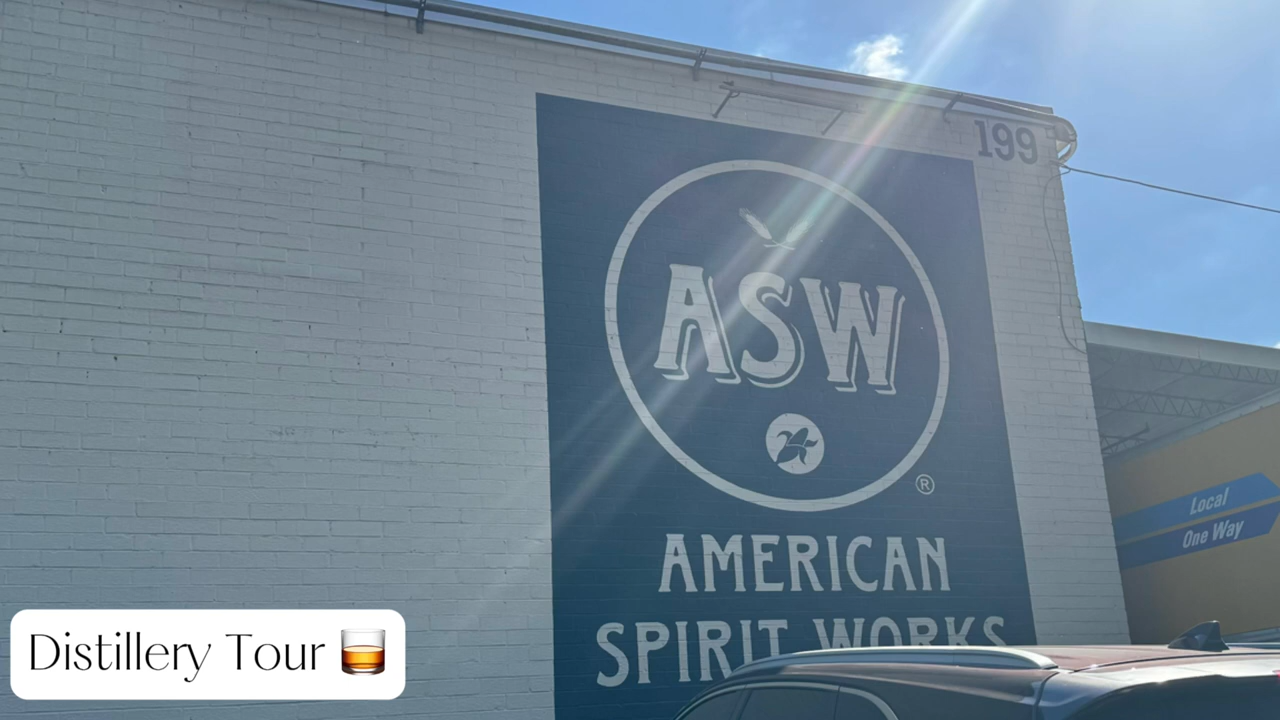 199
ASW
®
AMERICAN
SPIRIT WORKS
Local
One Way
Distillery Tour 🥃